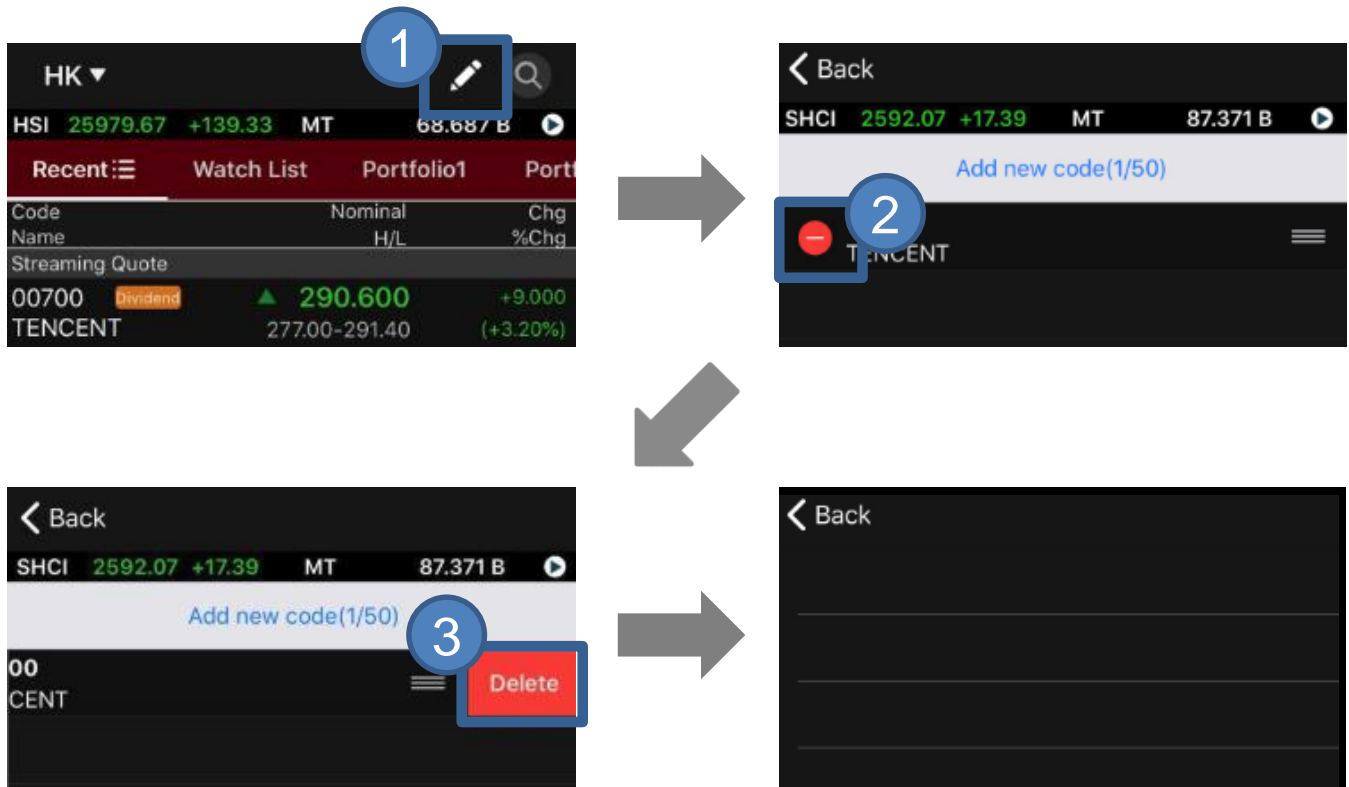 1
HK ▼
HSI 25979.67 +139.33 MT 68.687 B
Recent Watch List Portfolio1 Portf
Code Nominal Chg
Name H/L %Chg
Streaming Quote
00700 Dividend ▲ 290.600 +9.000
TENCENT 277.00-291.40 (+3.20%)
Back
SHCI 2592.07 +17.39 MT 87.371 B
Add new code(1/50)
2
TENCENT
Back
SHCI 2592.07 +17.39 MT 87.371 B
Add new code(1/50)
3
00
CENT
Delete
Back